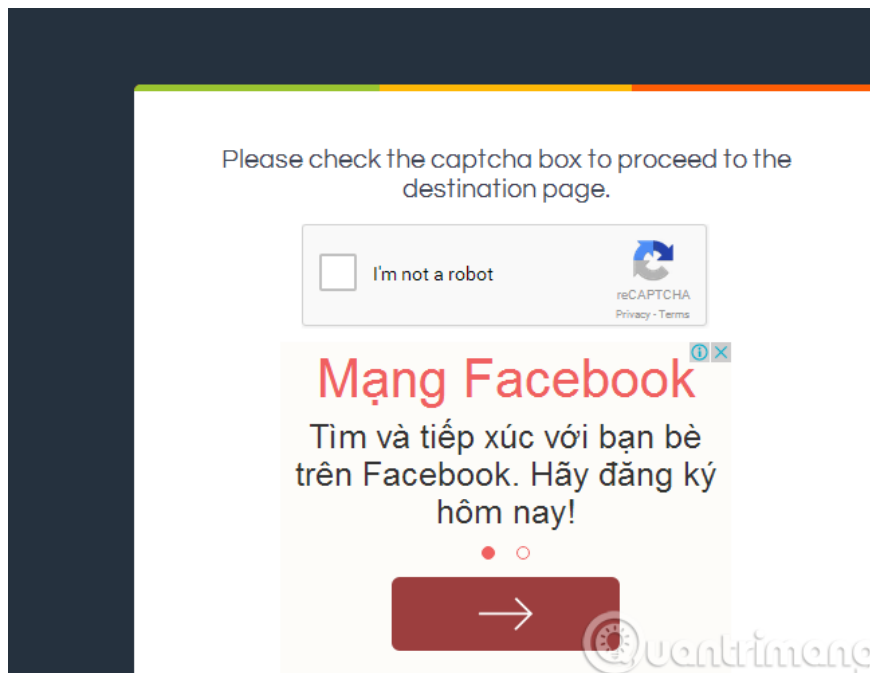 Please check the captcha box to proceed to the
destination page.
I'm not a robot
reCAPTCHA
Privacy - Terms
Mạng Facebook
Tìm và tiếp xúc với bạn bè
trên Facebook. Hãy đăng ký
hôm nay!
Quantrimang